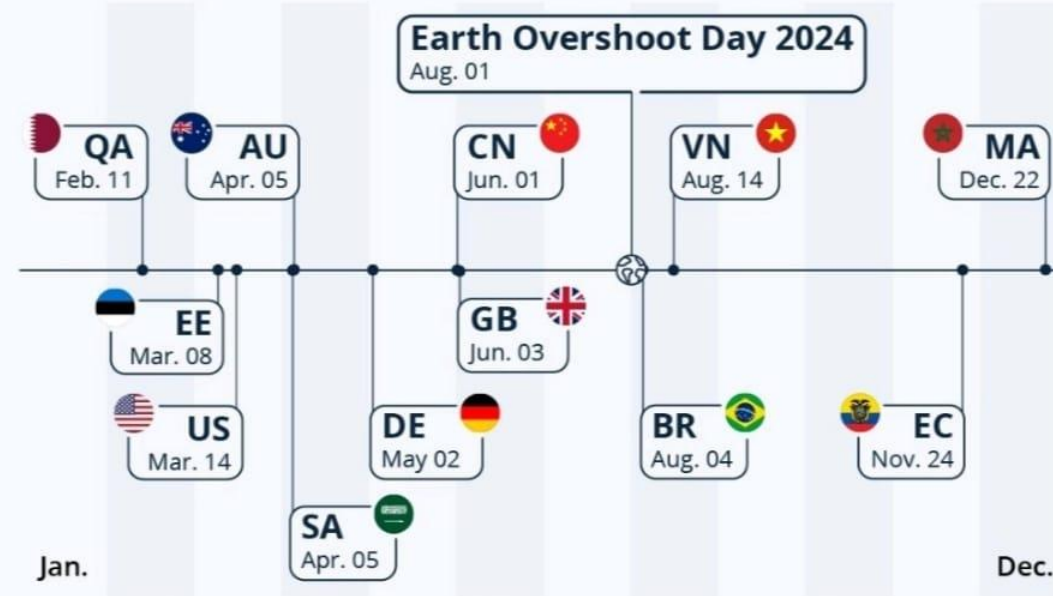 Earth Overshoot Day 2024
Aug. 01
QA
Feb. 11
AU
Apr. 05
CN
Jun. 01
VN
Aug. 14
MA
Dec. 22
EE
Mar. 08
GB
Jun. 03
US
Mar. 14
DE
May 02
BR
Aug. 04
EC
Nov. 24
SA
Apr. 05
Jan.
Dec.